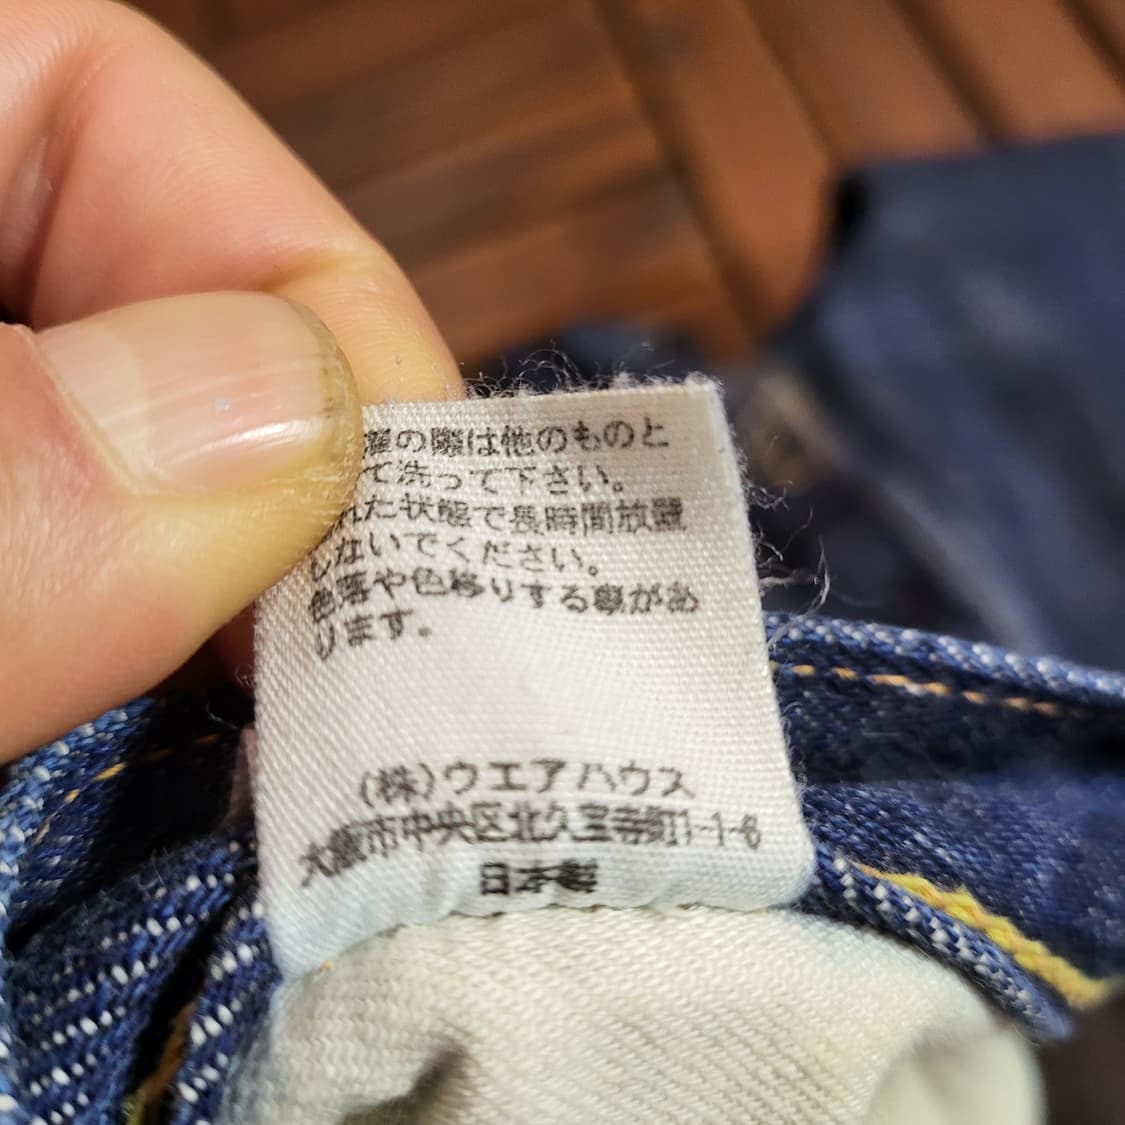 濯の際は他のものと
て洗って下さい。
れた状態で長時間放置
しないでください。
色落や色移りする事があ
ります。
(株)ウエアハウス
大阪市中央区北久宝寺町1-1-6
日本製